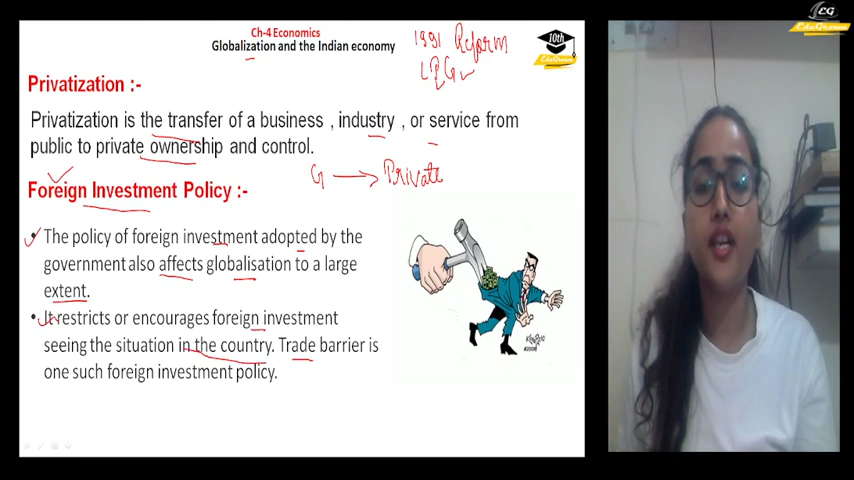 Ch-4 Economics
Globalization and the Indian economy
1991 Reform
LPG
10th
EduGrown
CG
EduGrown
Privatization :-
Privatization is the transfer of a business , industry , or service from
public to private ownership and control.
G → Private
Foreign Investment Policy :-
• The policy of foreign investment adopted by the
government also affects globalisation to a large
extent.
• It restricts or encourages foreign investment
seeing the situation in the country. Trade barrier is
one such foreign investment policy.